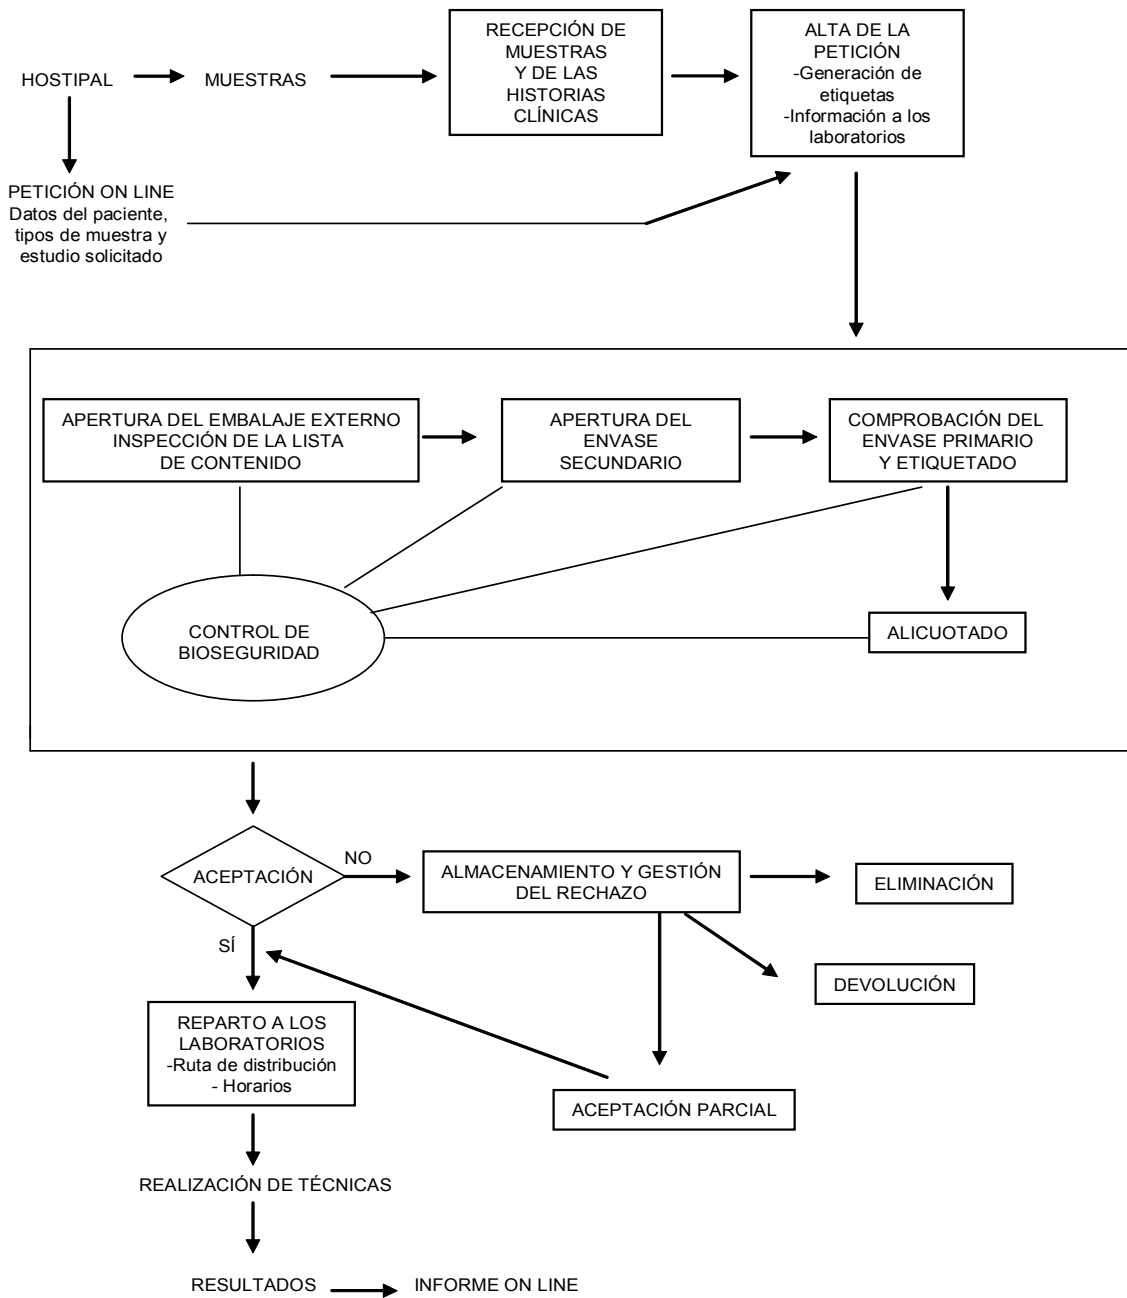 HOSTIPAL
MUESTRAS
RECEPCIÓN DE
MUESTRAS
Y DE LAS
HISTORIAS
CLÍNICAS
ALTA DE LA
PETICIÓN
-Generación de
etiquetas
-Información a los
laboratorios
PETICIÓN ON LINE
Datos del paciente,
tipos de muestra y
estudio solicitado
APERTURA DEL EMBALAJE EXTERNO
INSPECCIÓN DE LA LISTA
DE CONTENIDO
APERTURA DEL
ENVASE
SECUNDARIO
COMPROBACIÓN DEL
ENVASE PRIMARIO
Y ETIQUETADO
CONTROL DE
BIOSEGURIDAD
ALICUOTADO
ACEPTACIÓN
NO
ALMACENAMIENTO Y GESTIÓN
DEL RECHAZO
ELIMINACIÓN
SÍ
DEVOLUCIÓN
REPARTO A LOS
LABORATORIOS
-Ruta de distribución
- Horarios
ACEPTACIÓN PARCIAL
REALIZACIÓN DE TÉCNICAS
RESULTADOS
INFORME ON LINE